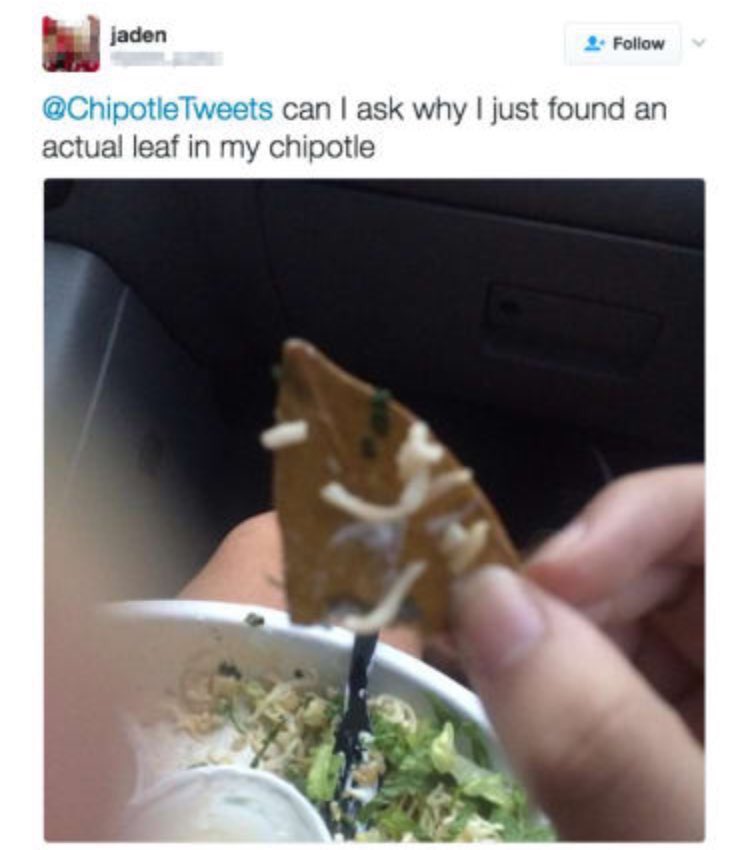 jaden
Follow
@ChipotleTweets can I ask why I just found an
actual leaf in my chipotle